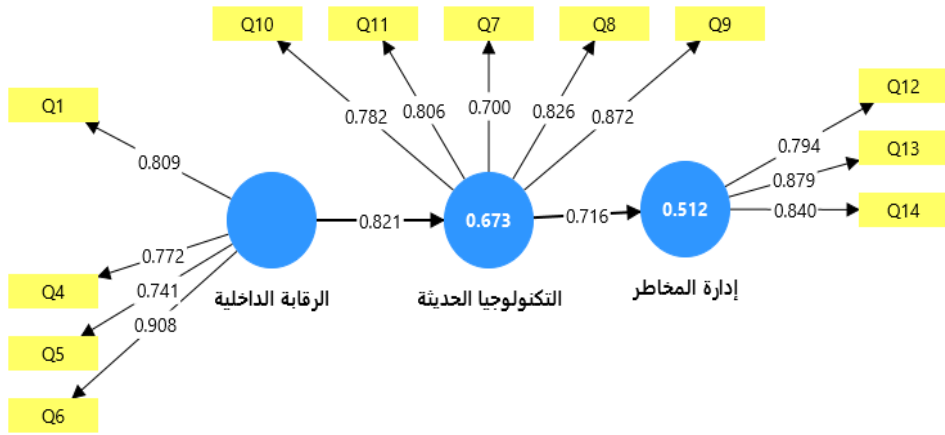 Q10
Q11
Q7
Q8
Q9
Q12
Q1
0.782
0.806
0.700
0.826
0.872
0.794
Q13
0.809
0.879
0.840
Q14
0.821
0.673
0.716
0.512
0.772
Q4
0.741
0.908
Q5
Q6
الرقابة الداخلية
التكنولوجيا الحديثة
إدارة المخاطر